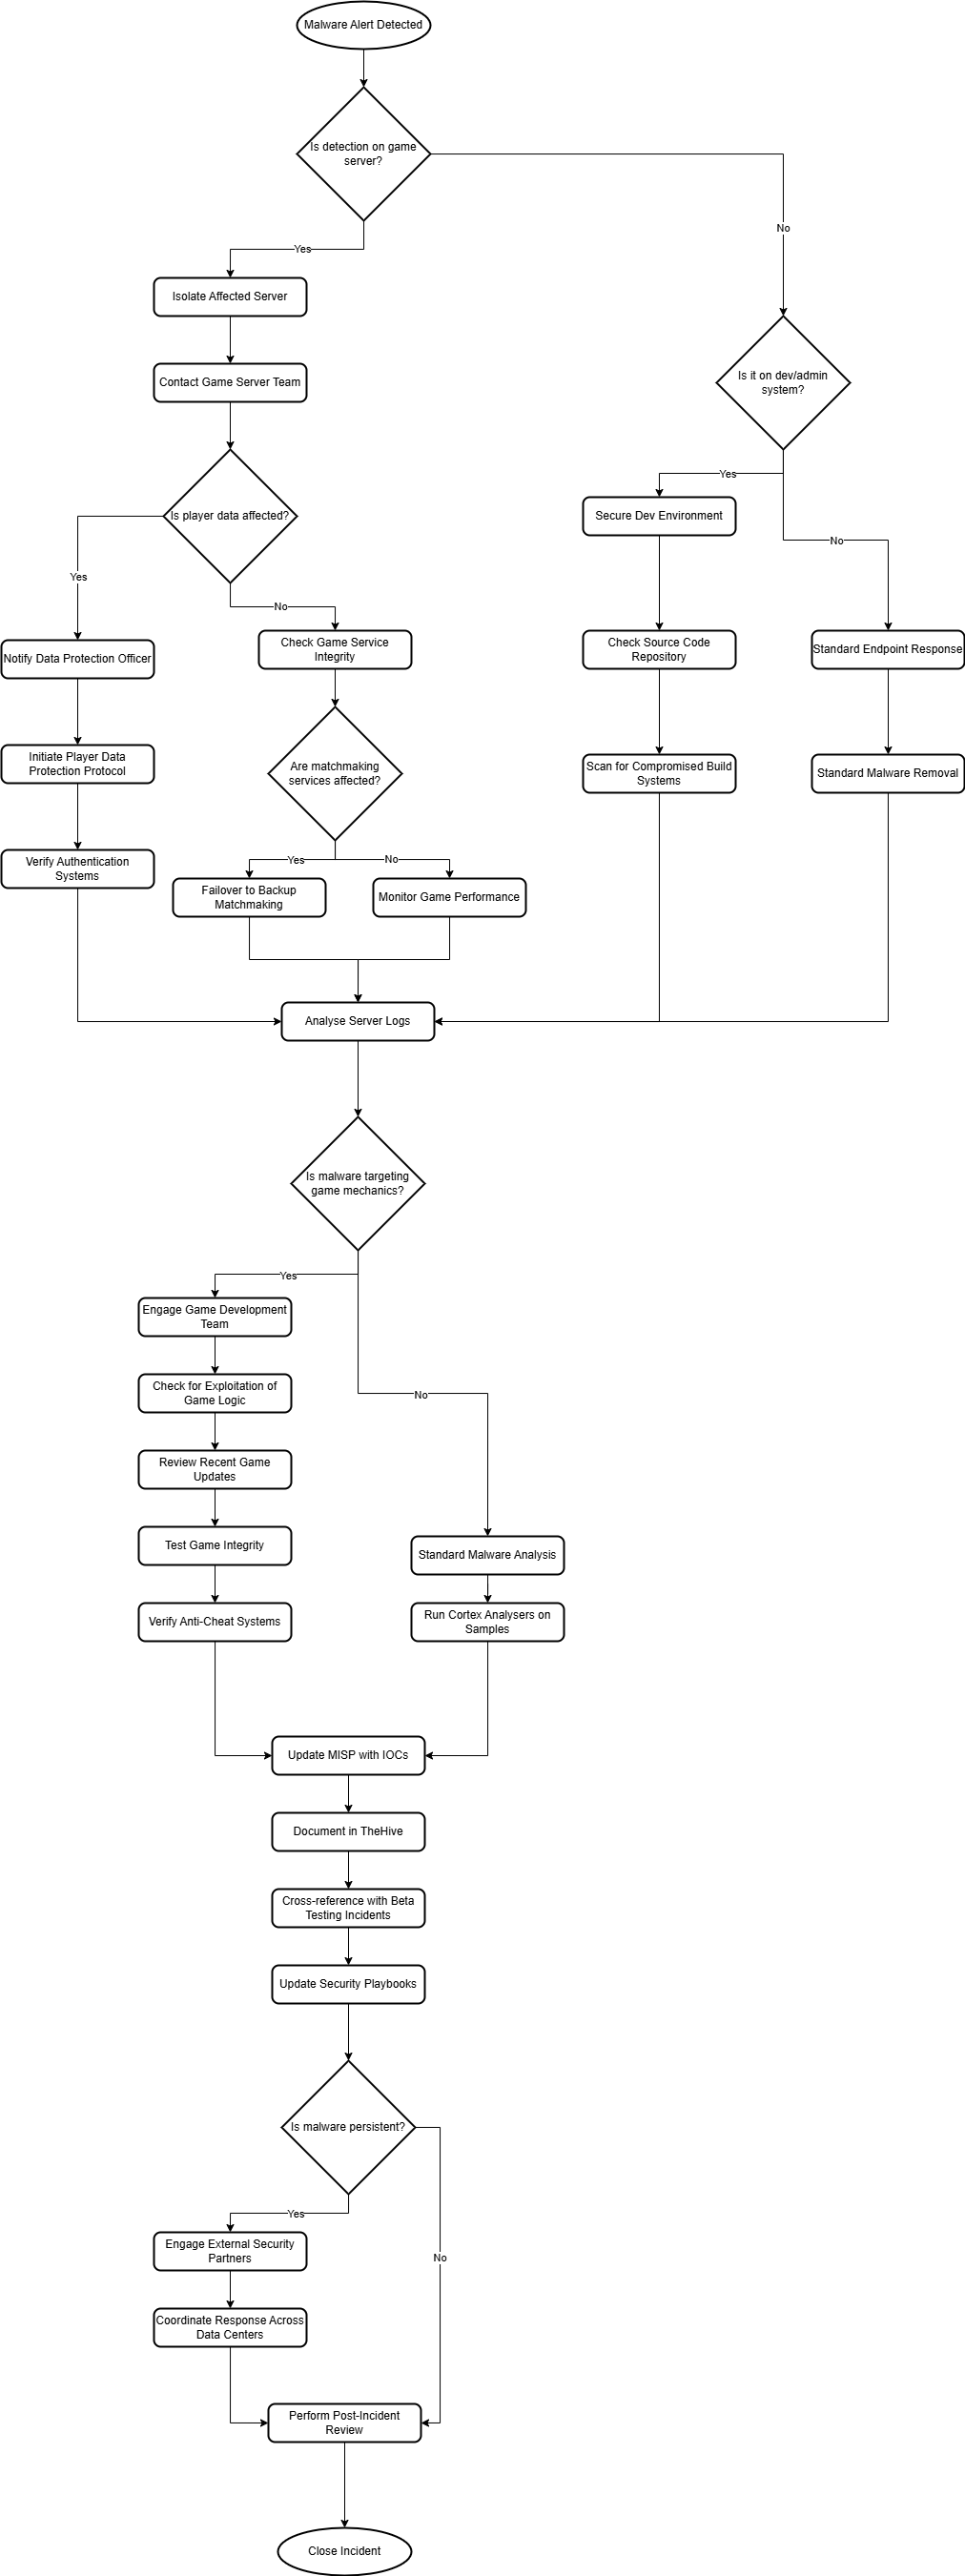 Malware Alert Detected
Is detection on game
server?
Yes
No
Isolate Affected Server
Contact Game Server Team
Is it on dev/admin
system?
Yes
No
Is player data affected?
Yes
No
Secure Dev Environment
Notify Data Protection Officer
Check Game Service
Integrity
Check Source Code
Repository
Standard Endpoint Response
Initiate Player Data
Protection Protocol
Are matchmaking
services affected?
Scan for Compromised Build
Systems
Standard Malware Removal
Verify Authentication
Systems
Yes
No
Failover to Backup
Matchmaking
Monitor Game Performance
Analyse Server Logs
Is malware targeting
game mechanics?
Yes
No
Engage Game Development
Team
Check for Exploitation of
Game Logic
Review Recent Game
Updates
Test Game Integrity
Standard Malware Analysis
Verify Anti-Cheat Systems
Run Cortex Analysers on
Samples
Update MISP with IOCs
Document in TheHive
Cross-reference with Beta
Testing Incidents
Update Security Playbooks
Is malware persistent?
Yes
No
Engage External Security
Partners
Coordinate Response Across
Data Centers
Perform Post-Incident
Review
Close Incident